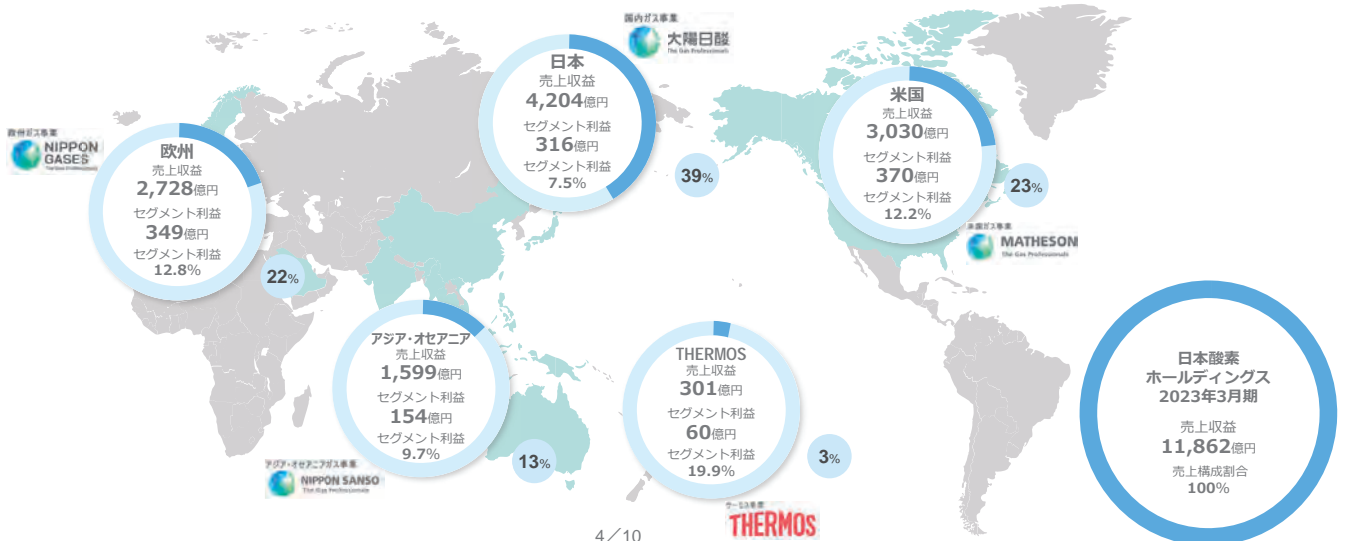 国内ガス事業
大陽日酸
The Gas Professionals
日本
売上収益
4,204億円
セグメント利益
316億円
セグメント利益
7.5%
39%
米国
売上収益
3,030億円
セグメント利益
370億円
セグメント利益
12.2%
23%
米国ガス事業
MATHESON
The Gas Professionals
欧州ガス事業
NIPPON
GASES
The Gas Professionals
欧州
売上収益
2,728億円
セグメント利益
349億円
セグメント利益
12.8%
22%
アジア・オセアニア
売上収益
1,599億円
セグメント利益
154億円
セグメント利益
9.7%
13%
アジア・オセアニアガス事業
NIPPON SANSO
The Gas Professionals
THERMOS
売上収益
301億円
セグメント利益
60億円
セグメント利益
19.9%
3%
サーモス事業
THERMOS
日本酸素
ホールディングス
2023年3月期
売上収益
11,862億円
売上構成割合
100%
4／10